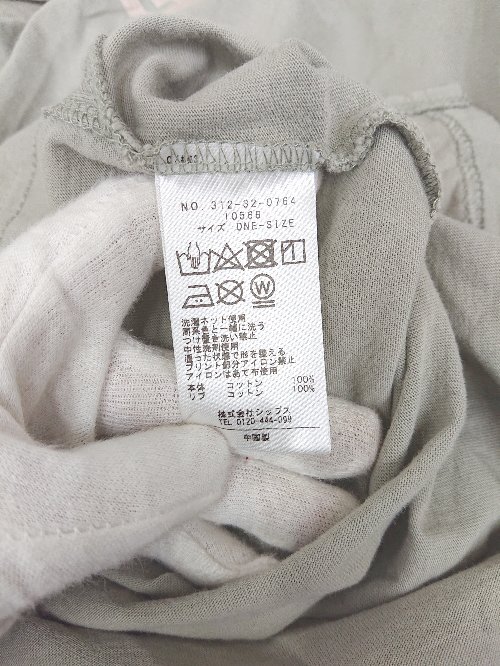 NO. 312-32-0764
10566
サイズ ONE-SIZE
洗濯ネット使用
同系色と一緒に洗う
つけ置き洗い禁止
中性洗剤使用
湿った状態で形を整える
プリント部分アイロン禁止
アイロンはあて布使用
本体 コットン 100%
リブ コットン 100%
株式会社シップス
TEL 0120-444-099
中国製